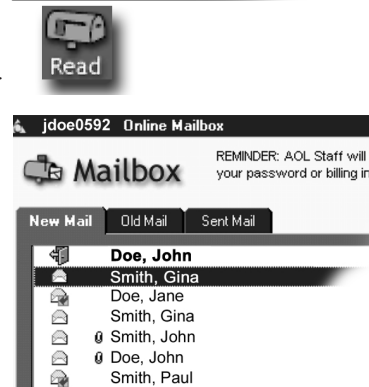 Read
jdoe0592 Online Mailbox
Mailbox
REMINDER: AOL Staff will
your password or billing
New Mail Old Mail Sent Mail
Doe, John
Smith, Gina
Doe, Jane
Smith, Gina
Smith, John
Doe, John
Smith, Paul